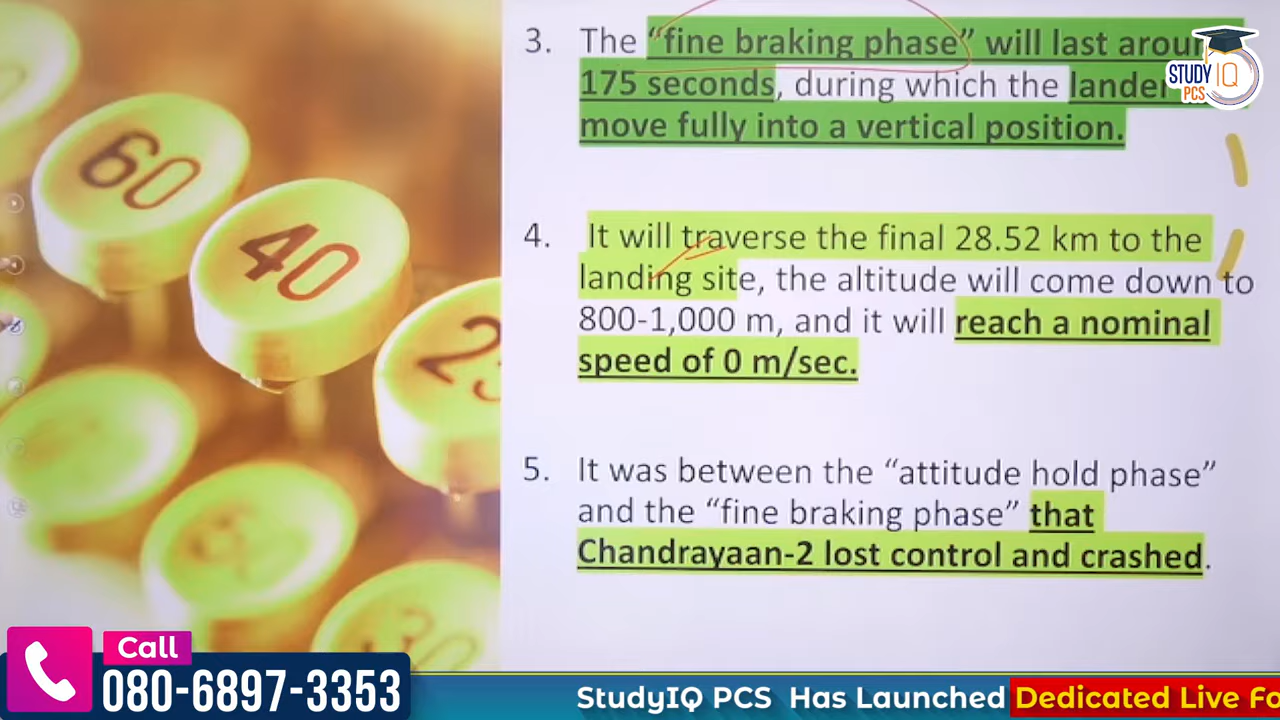 3. The “fine braking phase” will last
175 seconds, during which the lander
move fully into a vertical position.
4. It will traverse the final 28.52 km to the
landing site, the altitude will come down to
800-1,000 m, and it will reach a nominal
speed of 0 m/sec.
5. It was between the “attitude hold phase”
and the “fine braking phase” that
Chandrayaan-2 lost control and crashed.
STUDY IQ
PCS
60
40
30
Call
080-6897-3353
StudyIQ PCS Has Launched Dedicated Live